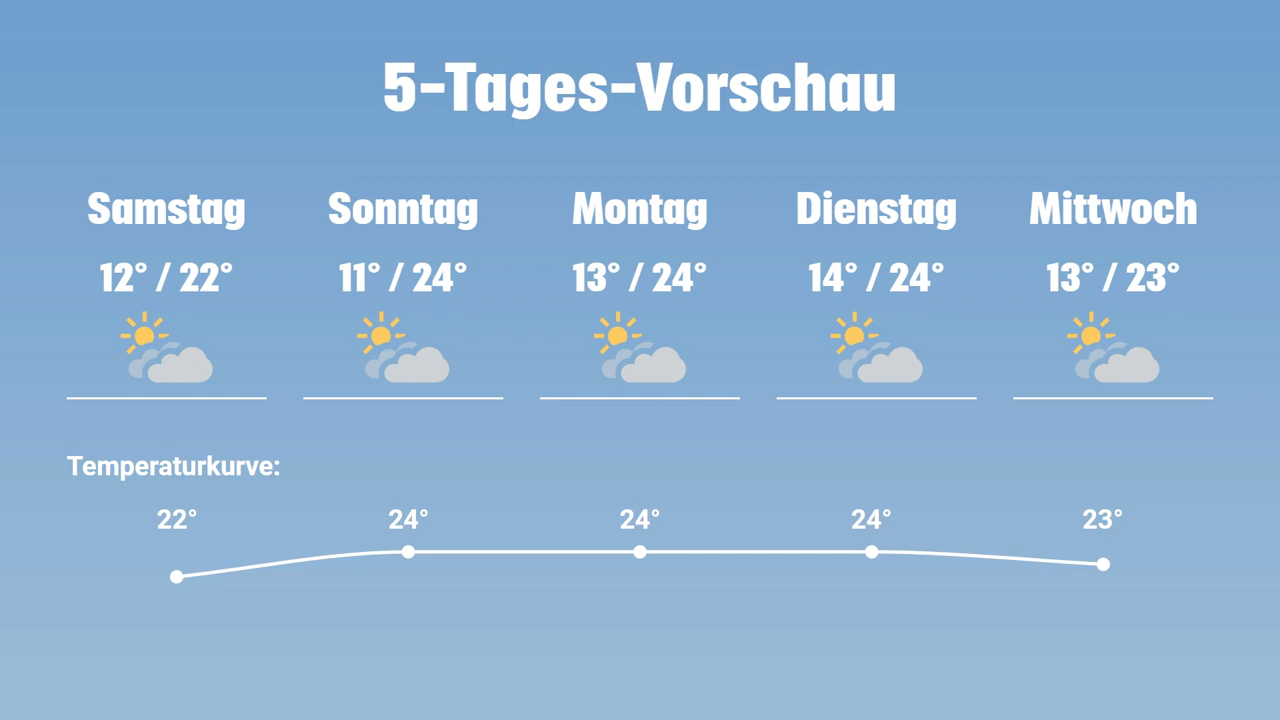 5-Tages-Vorschau
Samstag Sonntag Montag Dienstag Mittwoch
12° / 22° 11° / 24° 13° / 24° 14° / 24° 13° / 23°
Temperaturkurve:
22° 24° 24° 24° 23°